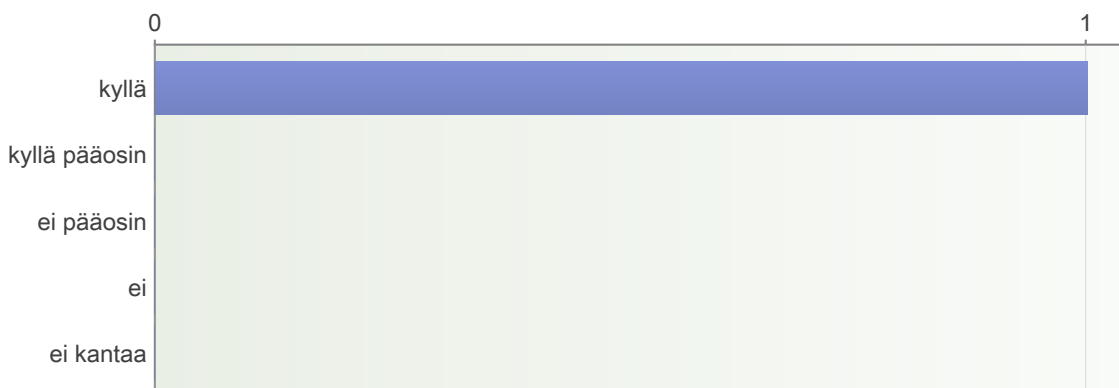 0 1
kyllä
kyllä pääosin
ei pääosin
ei
ei kantaa